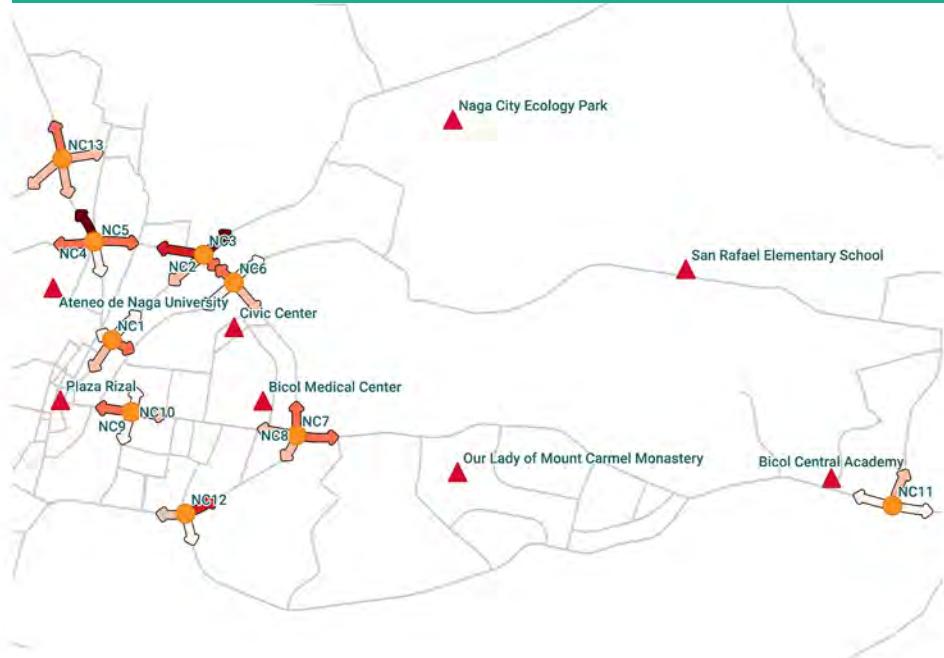 Naga City Ecology Park
NC13
NC5
NC4
NC3
NC2
NC6
San Rafael Elementary School
Ateneo de Naga University
Civic Center
NC1
Plaza Rizal
Bicol Medical Center
NC10
NC9
NC7
NC8
Our Lady of Mount Carmel Monastery
Bicol Central Academy
NC11
NC12